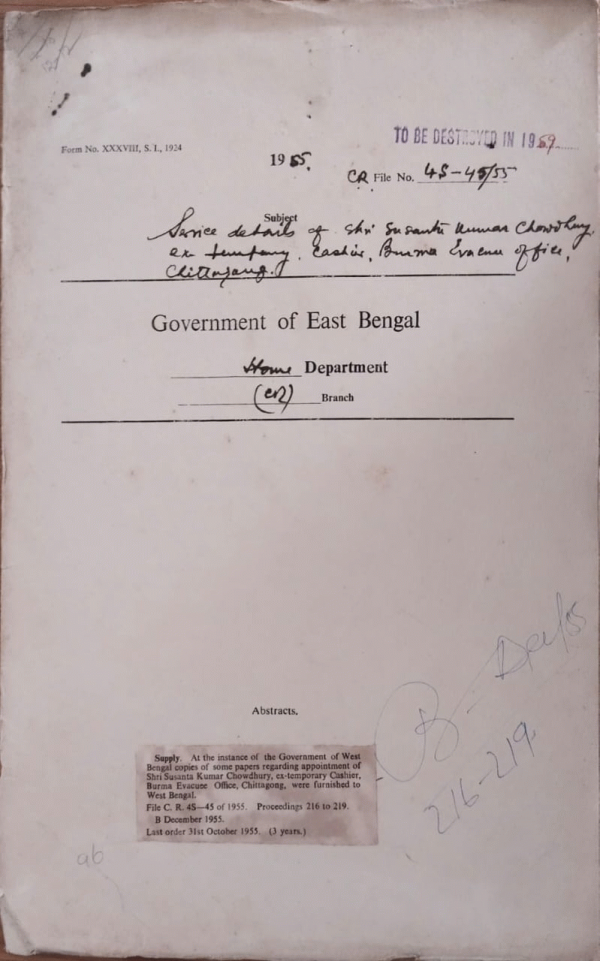 Form No. XXXVIII, S. I., 1924
TO BE DESTROYED IN 1959
1955.
CR File No. 4S-45/55
Subject
Service details of Shri Susanta Kumar Chowdhury,
ex temporary Cashier, Burma Evacuee Office,
Chittagong.
Government of East Bengal
Home Department
(CR) Branch
B-Dec/55
216-219
Abstracts.
Supply. At the instance of the Government of West
Bengal copies of some papers regarding appointment of
Shri Susanta Kumar Chowdhury, ex-temporary Cashier,
Burma Evacuee Office, Chittagong, were furnished to
West Bengal.
File C. R. 4S—45 of 1955. Proceedings 216 to 219.
B December 1955.
Last order 31st October 1955. (3 years.)
ab